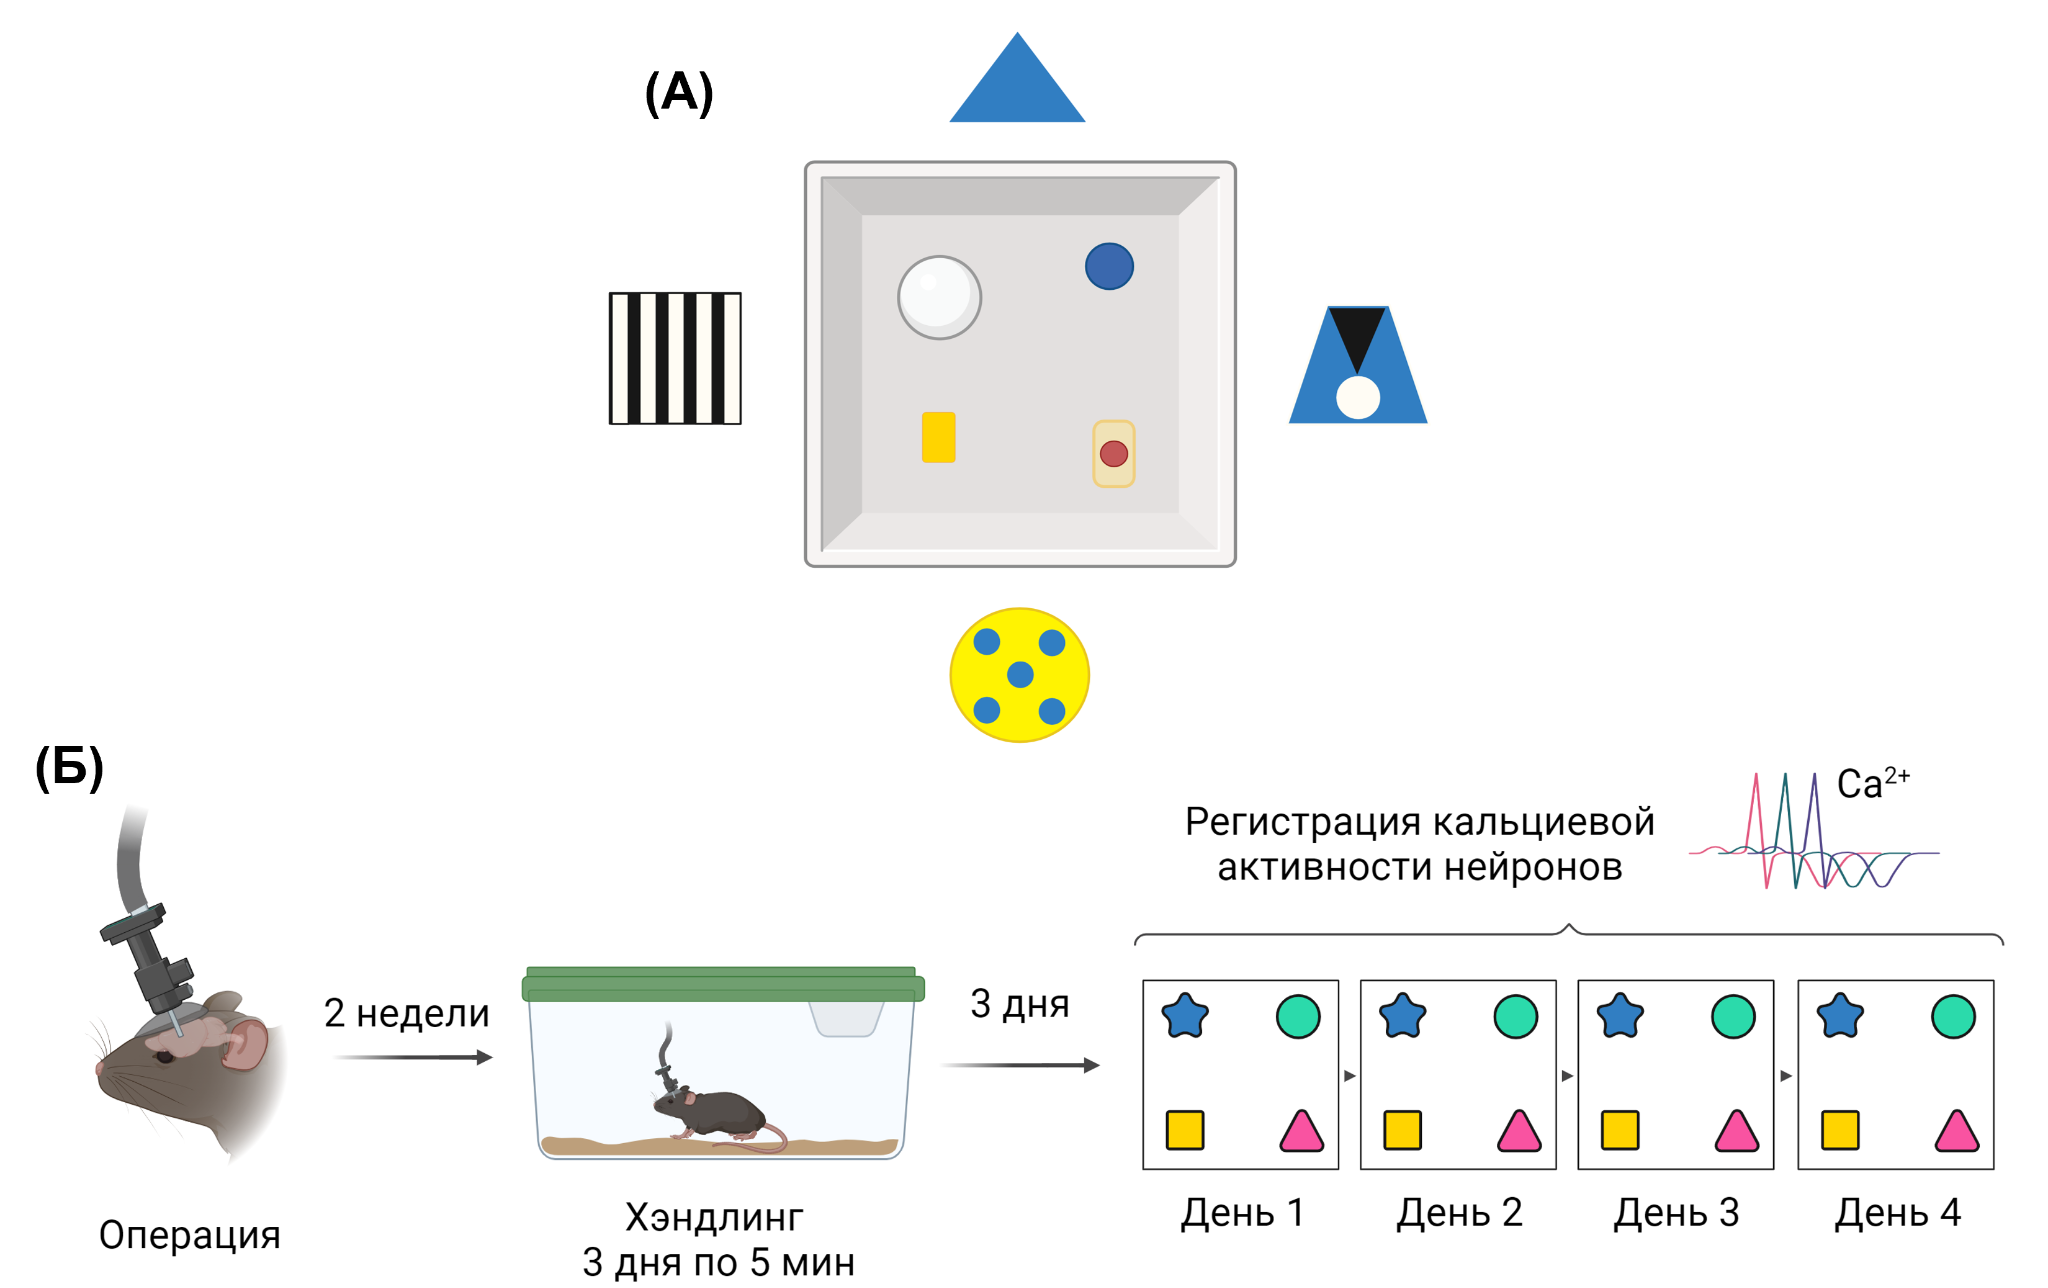 (А)
(Б)
Регистрация кальциевой
активности нейронов
Ca²⁺
2 недели
3 дня
Операция
Хэндлинг
3 дня по 5 мин
День 1
День 2
День 3
День 4